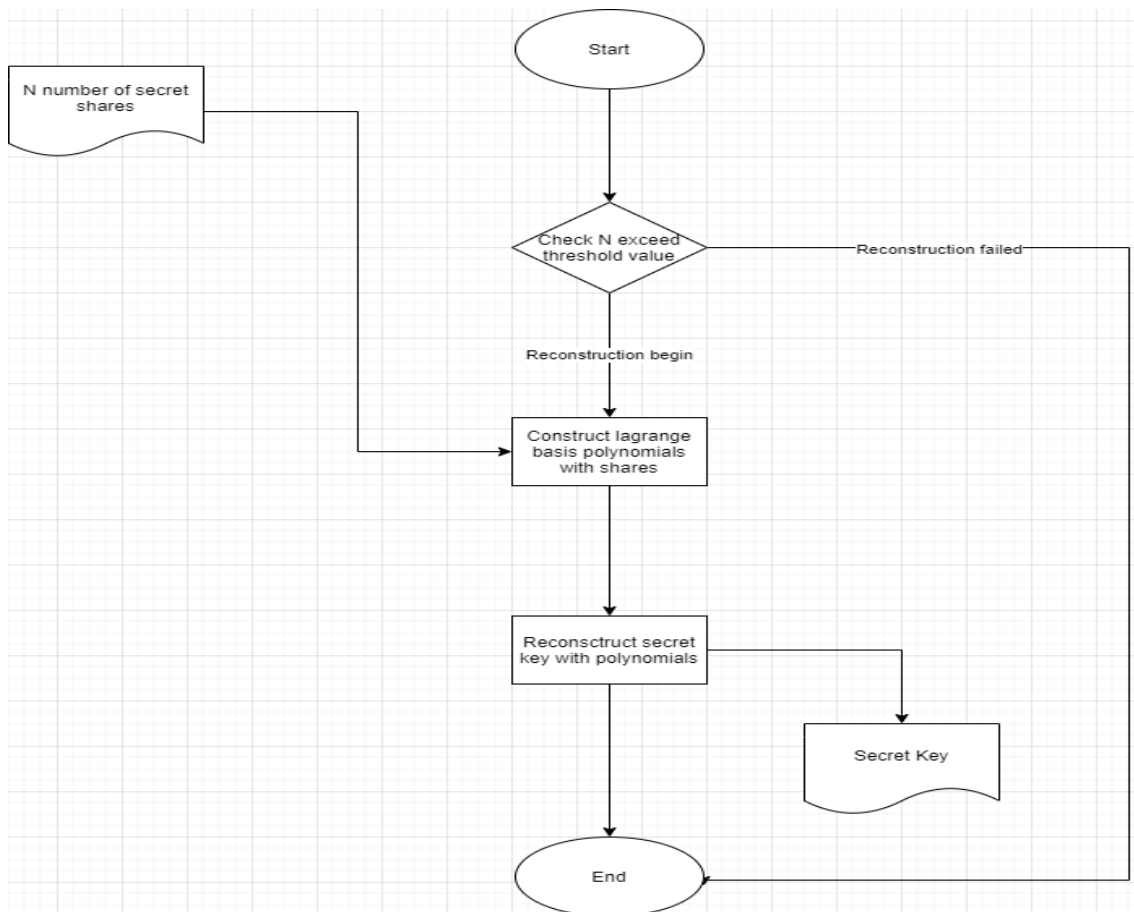 Start
N number of secret
shares
Check N exceed
threshold value
Reconstruction failed
Reconstruction begin
Construct lagrange
basis polynomials
with shares
Reconsctruct secret
key with polynomials
Secret Key
End